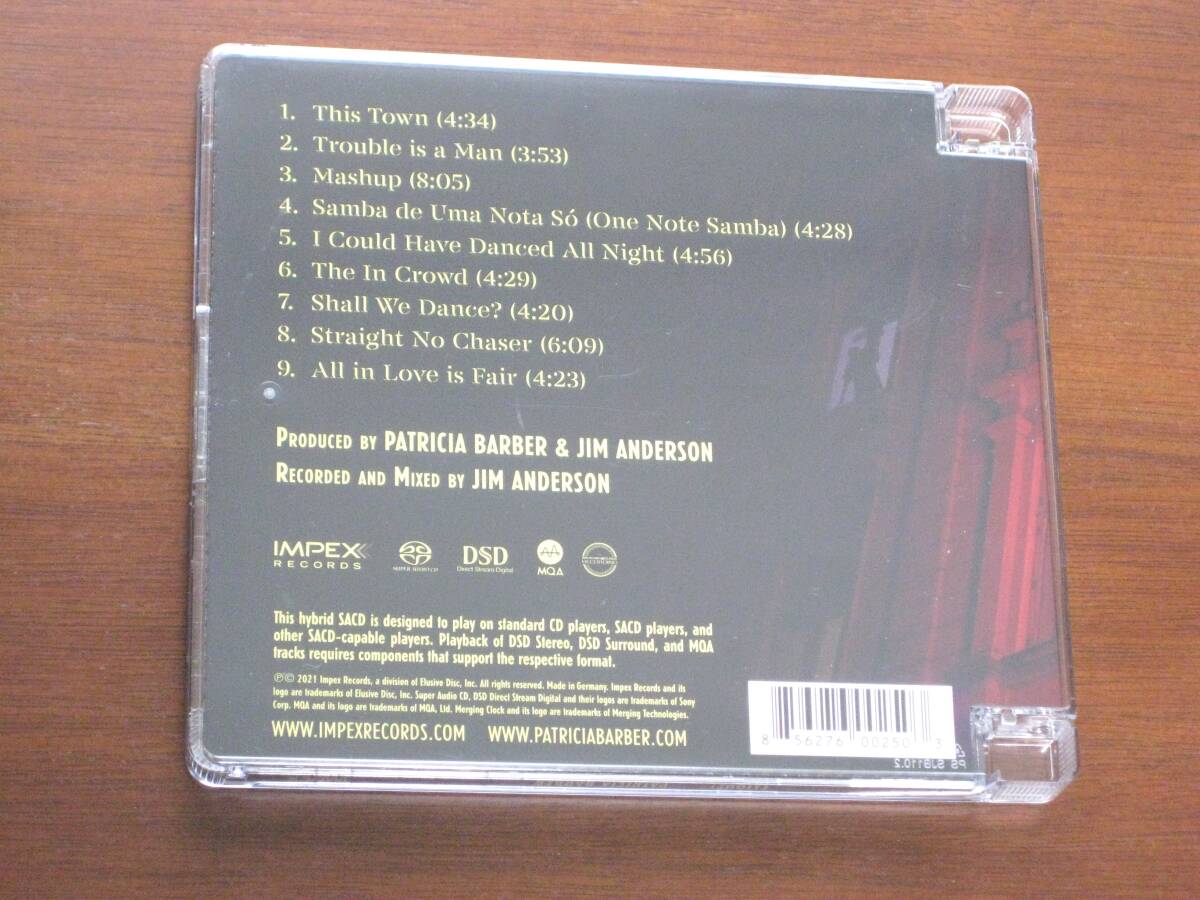 1. This Town (4:34)
2. Trouble is a Man (3:53)
3. Mashup (8:05)
4. Samba de Uma Nota Só (One Note Samba) (4:28)
5. I Could Have Danced All Night (4:56)
6. The In Crowd (4:29)
7. Shall We Dance? (4:20)
8. Straight No Chaser (6:09)
9. All in Love is Fair (4:23)
PRODUCED BY PATRICIA BARBER & JIM ANDERSON
RECORDED AND MIXED BY JIM ANDERSON
IMPEX
RECORDS
SUPER AUDIO CD
DSD
Direct Stream Digital
MQA
This hybrid SACD is designed to play on standard CD players, SACD players, and
other SACD-capable players. Playback of DSD Stereo, DSD Surround, and MQA
tracks requires components that support the respective format.
℗© 2021 Impex Records, a division of Elusive Disc, Inc. All rights reserved. Made in Germany. Impex Records and its
logo are trademarks of Elusive Disc, Inc. Super Audio CD, DSD Direct Stream Digital and their logos are trademarks of Sony
Corp. MQA and its logo are trademarks of MQA, Ltd. Merging Clock and its logo are trademarks of Merging Technologies.
WWW.IMPEXRECORDS.COM WWW.PATRICIABARBER.COM
8 56276 00250 3
PS SJB110.2